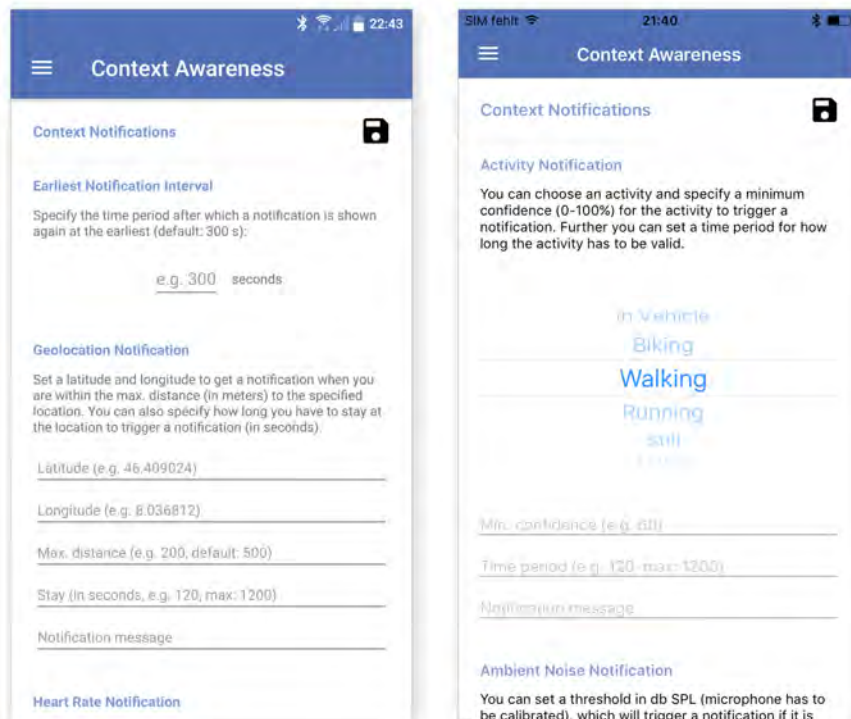 22:43
Context Awareness
Context Notifications
Earliest Notification Interval
Specify the time period after which a notification is shown
again at the earliest (default: 300 s):
e.g. 300 seconds
Geolocation Notification
Set a latitude and longitude to get a notification when you
are within the max. distance (in meters) to the specified
location. You can also specify how long you have to stay at
the location to trigger a notification (in seconds).
Latitude (e.g. 46.409024)
Longitude (e.g. 8.036812)
Max. distance (e.g. 200, default: 500)
Stay (in seconds, e.g. 120, max: 1200)
Notification message
Heart Rate Notification
SIM fehlt 21:40
Context Awareness
Context Notifications
Activity Notification
You can choose an activity and specify a minimum
confidence (0-100%) for the activity to trigger a
notification. Further you can set a time period for how
long the activity has to be valid.
In Vehicle
Biking
Walking
Running
Still
Min. confidence (e.g. 60)
Time period (e.g. 120, max: 1200)
Notification message
Ambient Noise Notification
You can set a threshold in db SPL (microphone has to
be calibrated), which will trigger a notification if it is